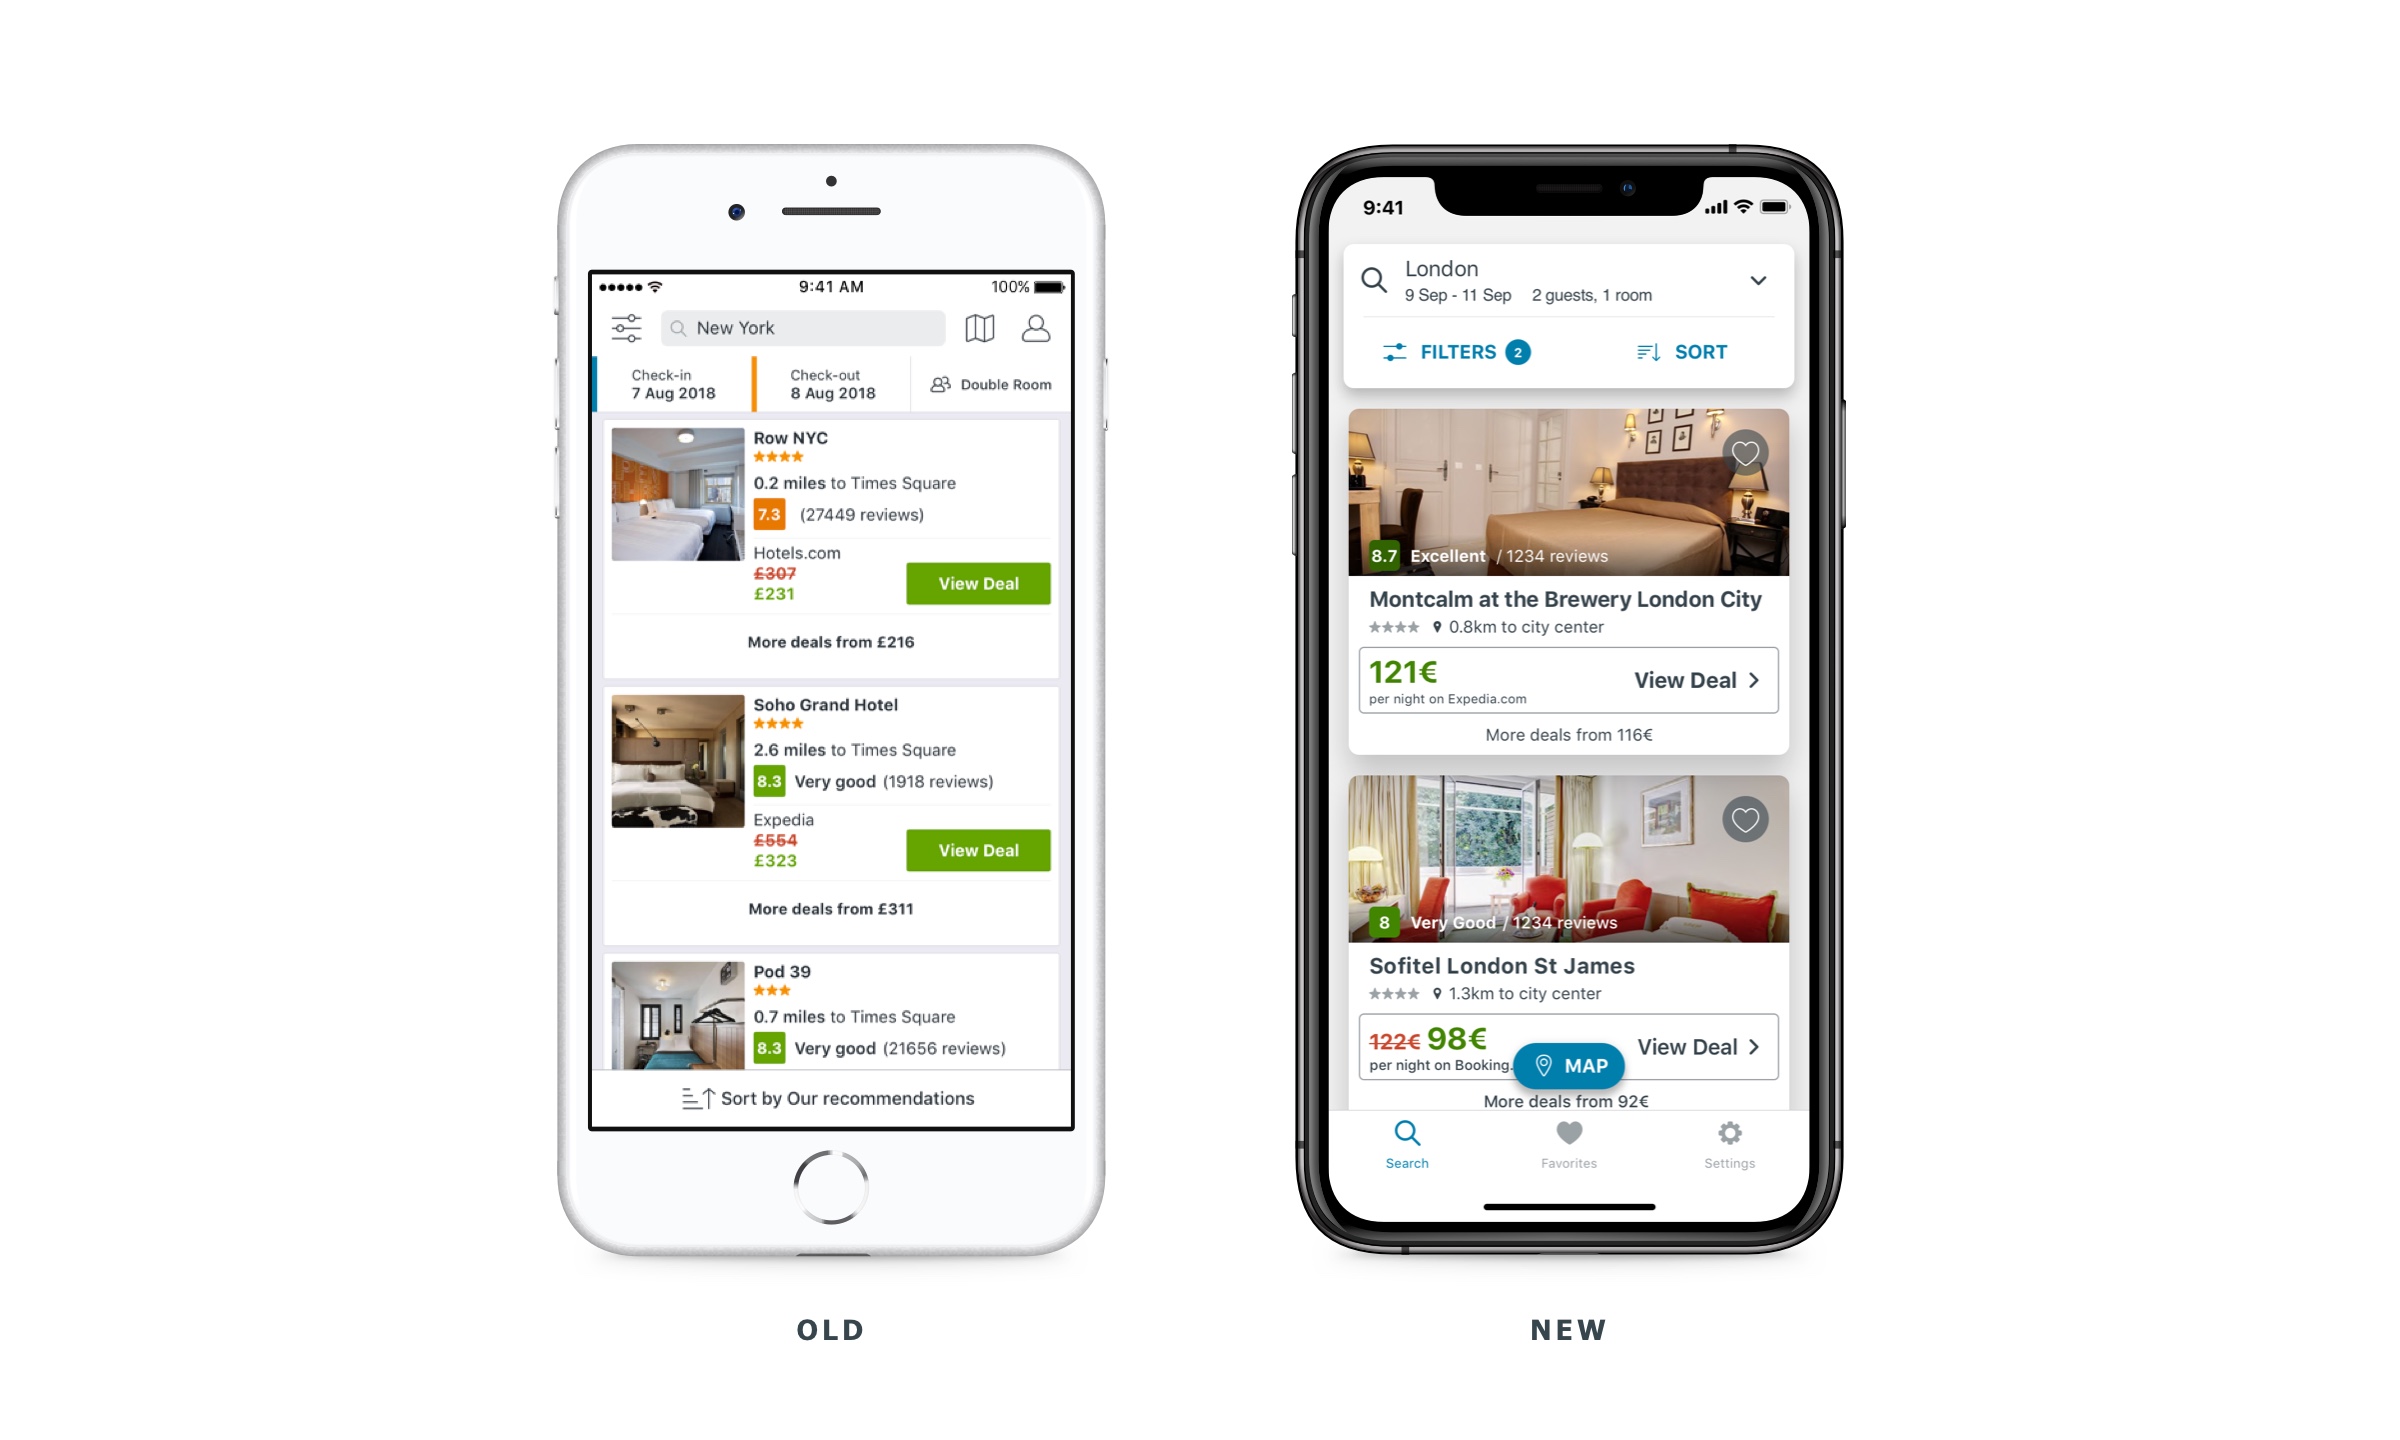 9:41 AM
100%
New York
Check-in
7 Aug 2018
Check-out
8 Aug 2018
Double Room
Row NYC
0.2 miles to Times Square
7.3 (27449 reviews)
Hotels.com
£307
£231
View Deal
More deals from £216
Soho Grand Hotel
2.6 miles to Times Square
8.3 Very good (1918 reviews)
Expedia
£554
£323
View Deal
More deals from £311
Pod 39
0.7 miles to Times Square
8.3 Very good (21656 reviews)
Sort by Our recommendations
OLD
9:41
London
9 Sep - 11 Sep 2 guests, 1 room
FILTERS 2
SORT
8.7 Excellent / 1234 reviews
Montcalm at the Brewery London City
0.8km to city center
121€
per night on Expedia.com
View Deal
More deals from 116€
8 Very Good / 1234 reviews
Sofitel London St James
1.3km to city center
122€ 98€
per night on Booking.
View Deal
MAP
More deals from 92€
Search
Favorites
Settings
NEW